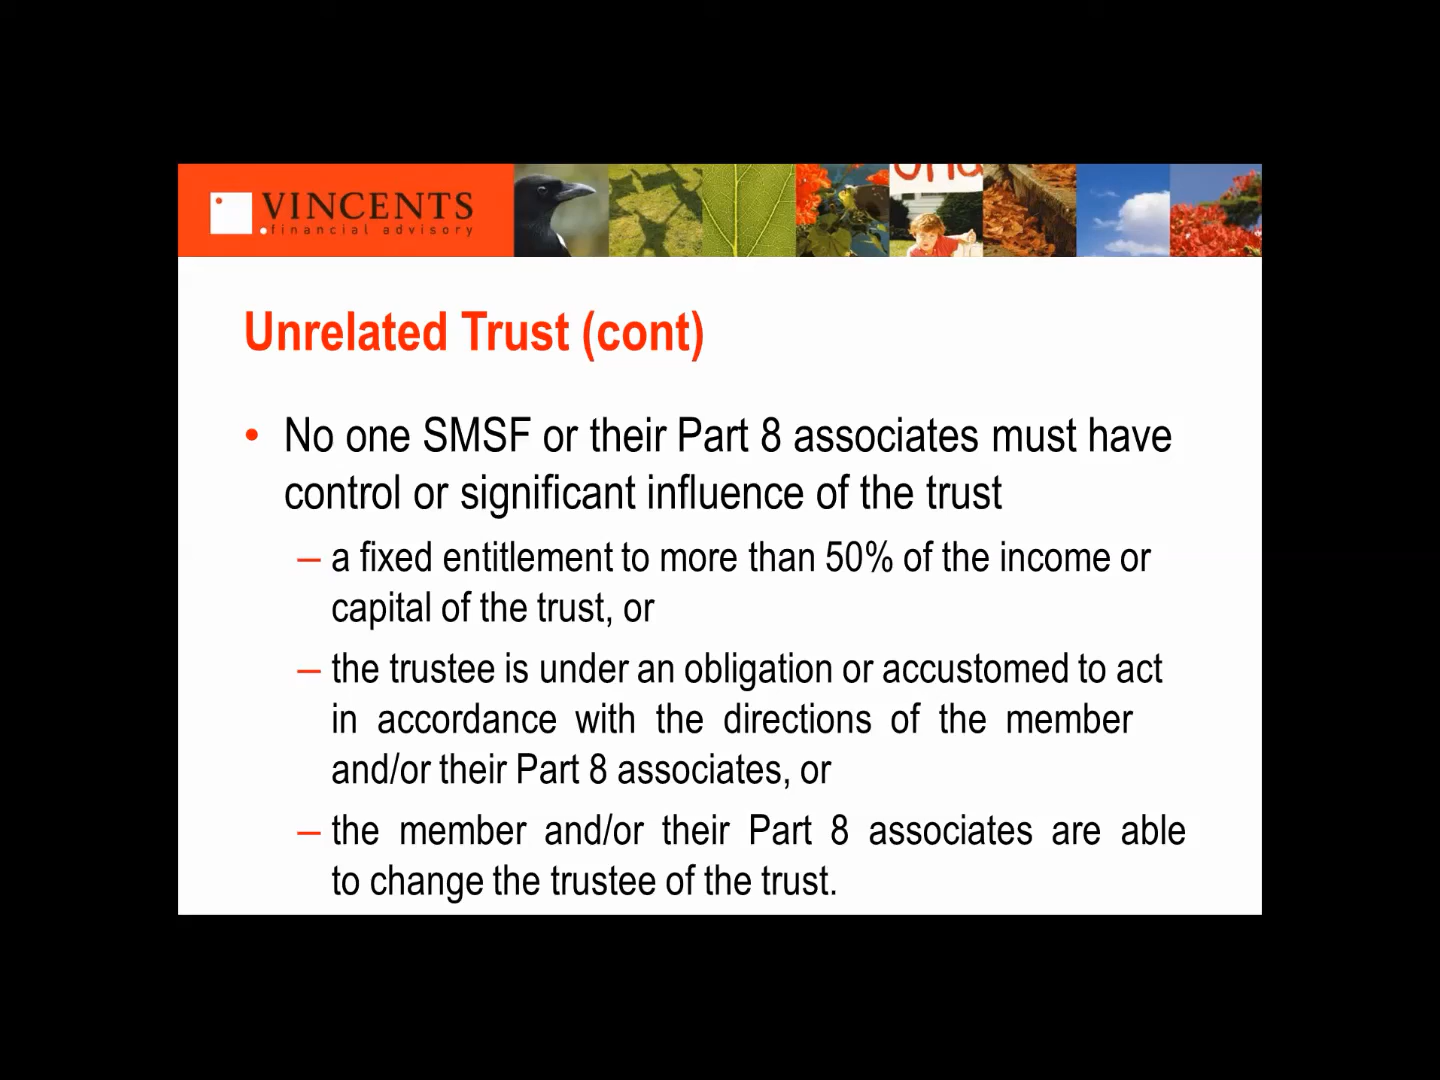 VINCENTS
financial advisory
Unrelated Trust (cont)
• No one SMSF or their Part 8 associates must have
control or significant influence of the trust
– a fixed entitlement to more than 50% of the income or
capital of the trust, or
– the trustee is under an obligation or accustomed to act
in accordance with the directions of the member
and/or their Part 8 associates, or
– the member and/or their Part 8 associates are able
to change the trustee of the trust.